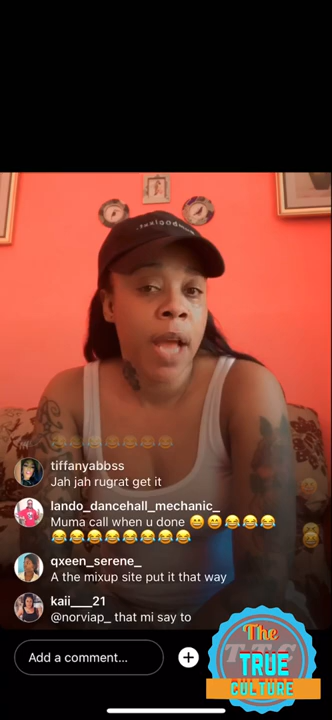 😂😂😂😂😂😂😂
tiffanyabbss
Jah jah rugrat get it
lando_dancehall_mechanic_
Muma call when u done 😀😀😂😂😂
😂😂😂😂😂😂😂😂😂
qxeen_serene_
A the mixup site put it that way
kaii___21
@norviap_ that mi say to
Add a comment...
The
TTC
TRUE
CULTURE